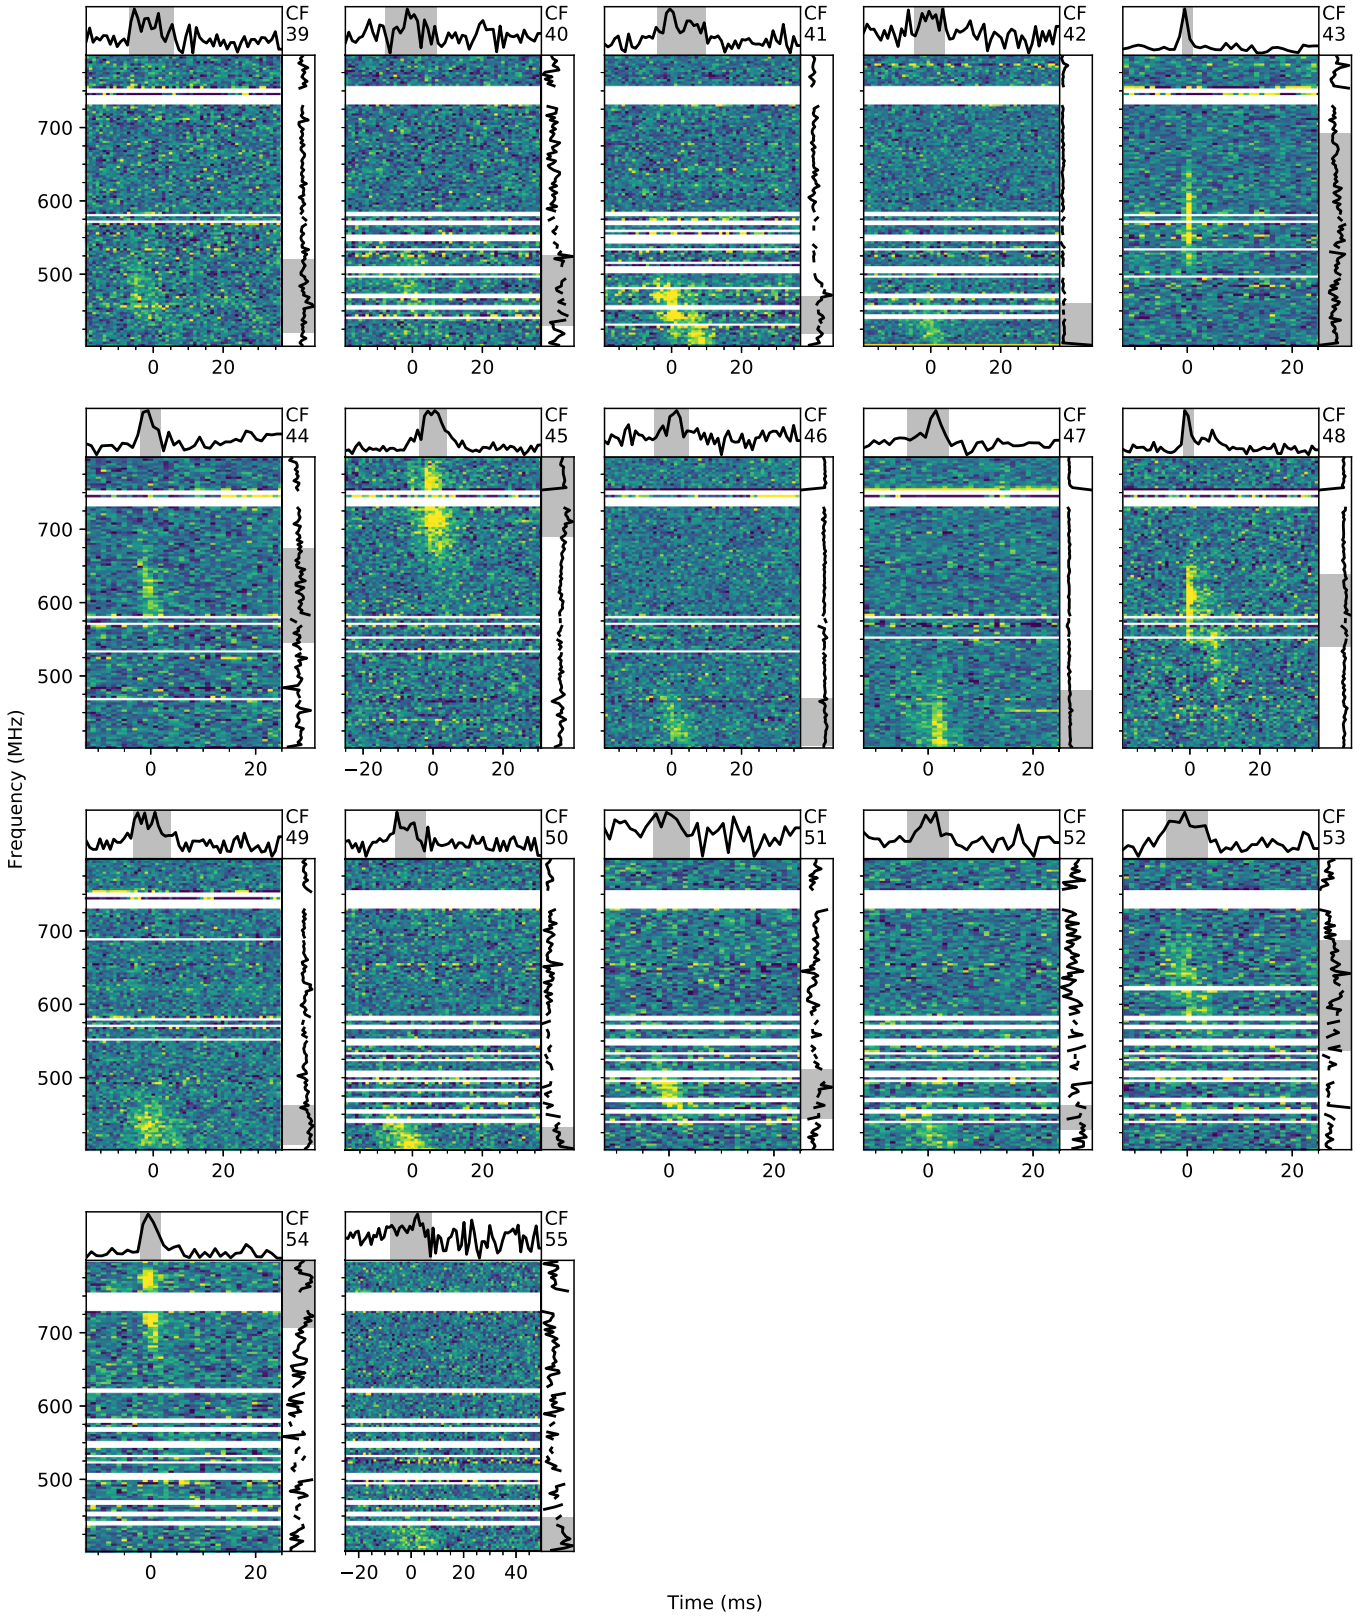 CF 39
CF 40
CF 41
CF 42
CF 43
700
600
500
0 20
0 20
0 20
0 20
0 20
CF 44
CF 45
CF 46
CF 47
CF 48
700
600
500
0 20
−20 0 20
0 20
0 20
0 20
Frequency (MHz)
CF 49
CF 50
CF 51
CF 52
CF 53
700
600
500
0 20
0 20
0 20
0 20
0 20
CF 54
CF 55
700
600
500
0 20
−20 0 20 40
Time (ms)